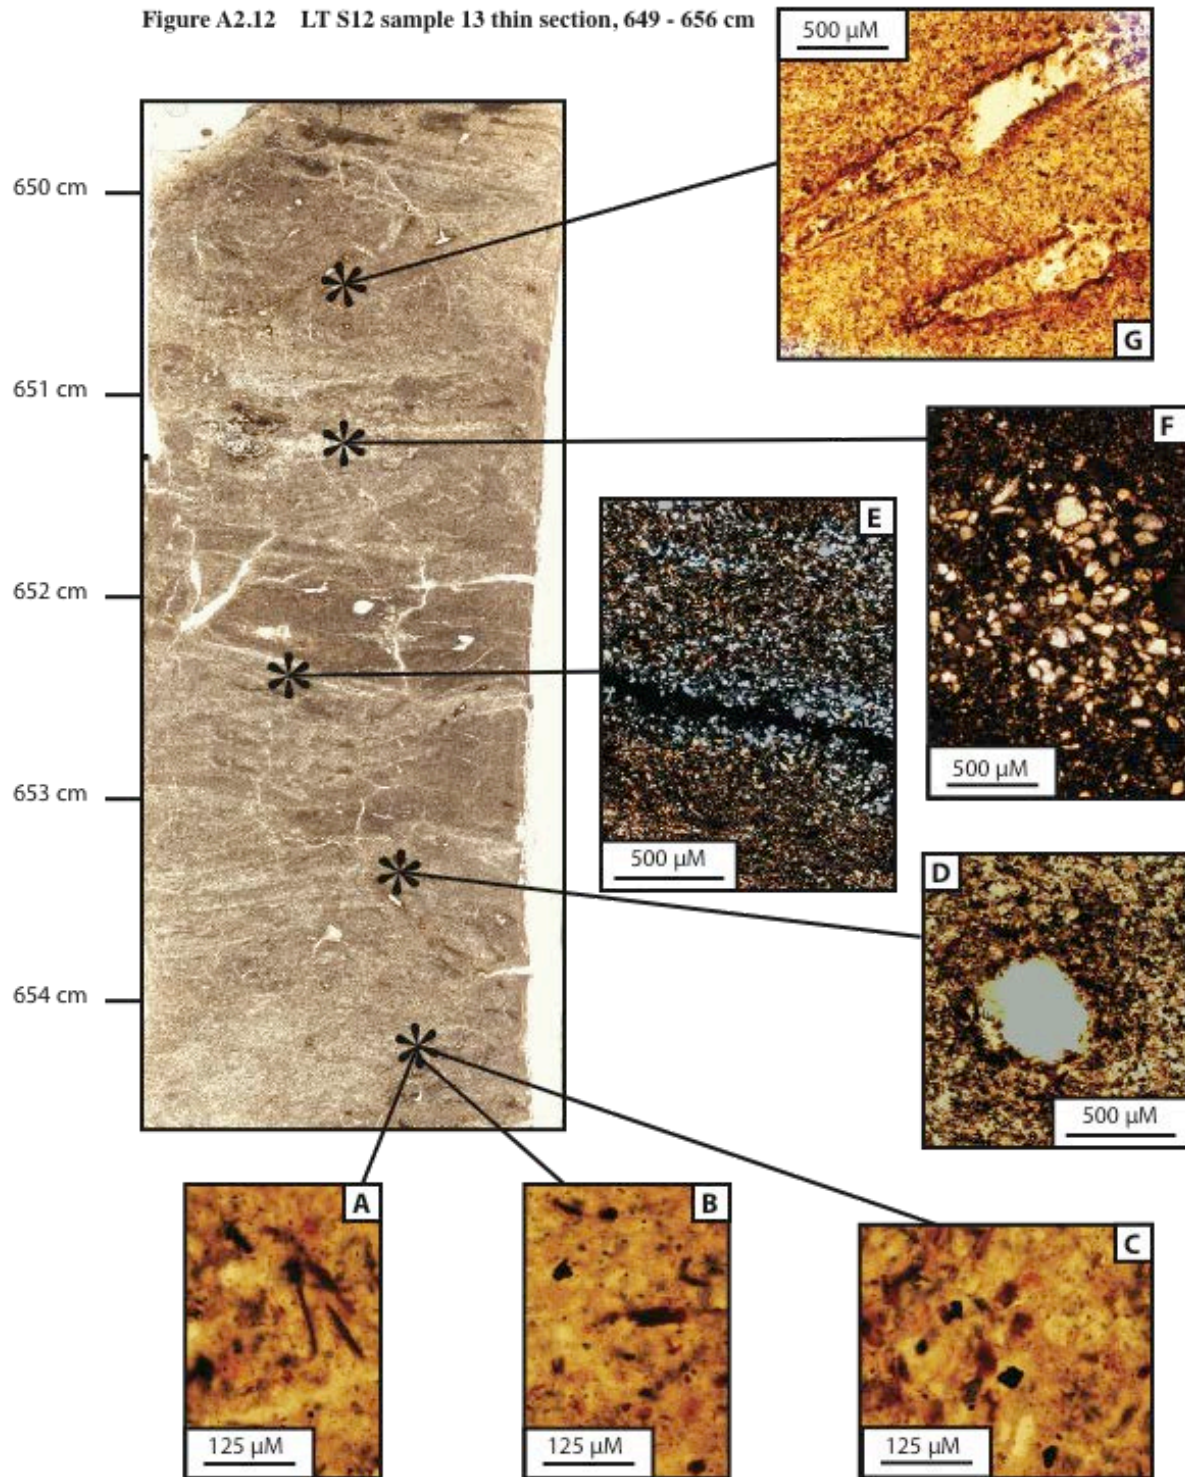 Figure A2.12 LT S12 sample 13 thin section, 649 - 656 cm
500 µM
G
650 cm
651 cm
F
500 µM
E
500 µM
652 cm
653 cm
D
500 µM
654 cm
A
125 µM
B
125 µM
C
125 µM